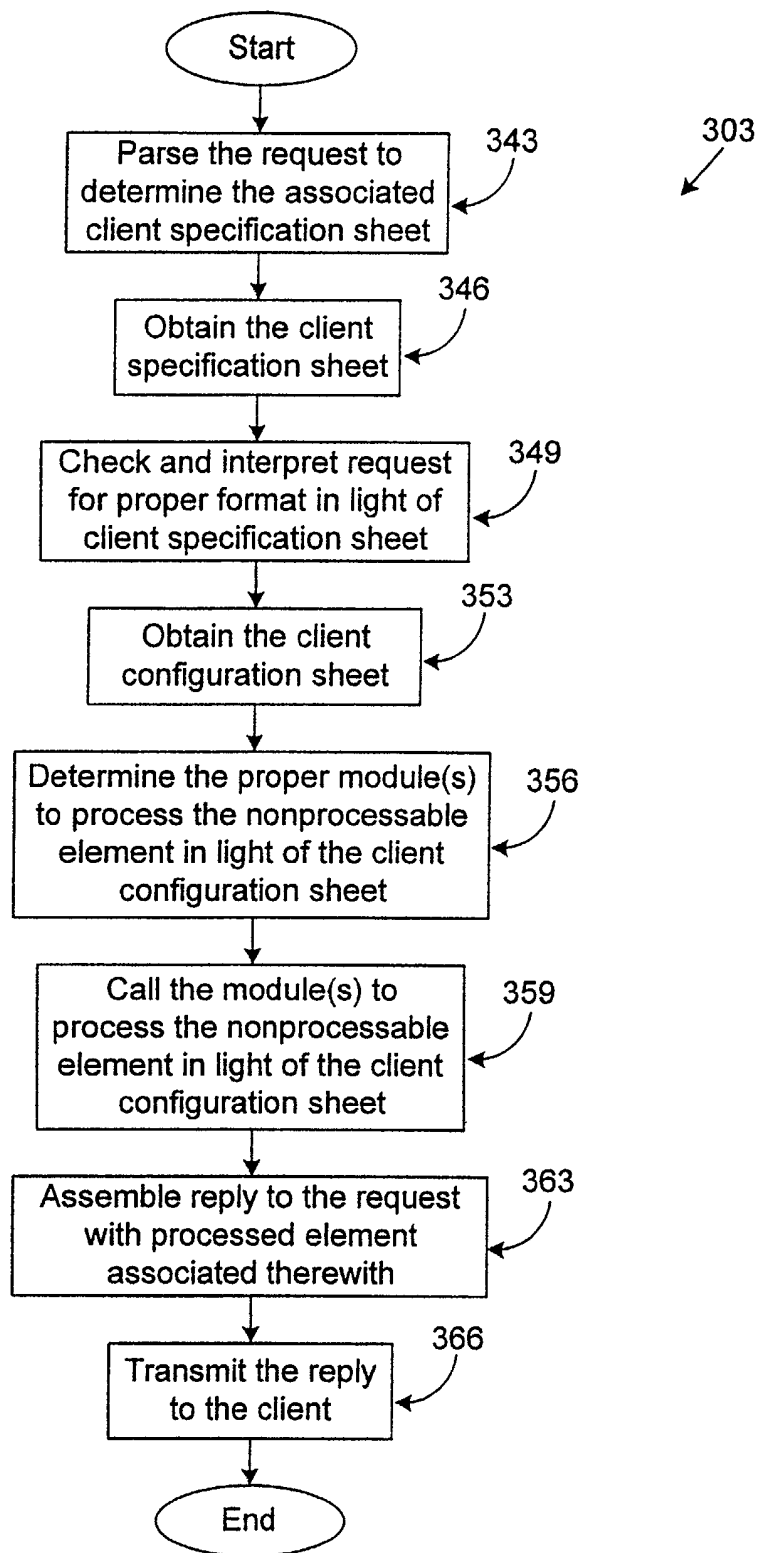 Start
303
343
Parse the request to
determine the associated
client specification sheet
346
Obtain the client
specification sheet
349
Check and interpret request
for proper format in light of
client specification sheet
353
Obtain the client
configuration sheet
356
Determine the proper module(s)
to process the nonprocessable
element in light of the client
configuration sheet
359
Call the module(s) to
process the nonprocessable
element in light of the client
configuration sheet
363
Assemble reply to the request
with processed element
associated therewith
366
Transmit the reply
to the client
End